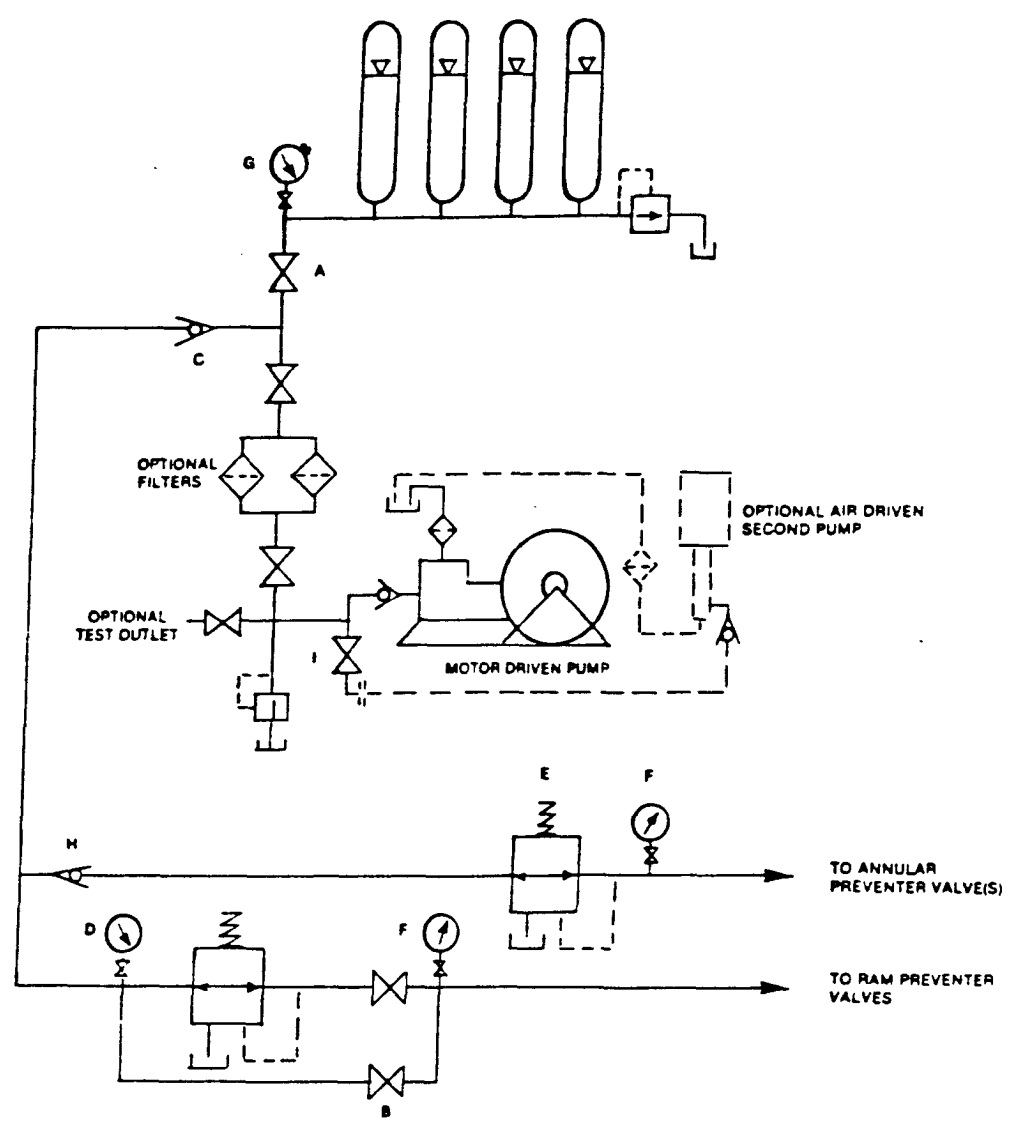 G
A
C
OPTIONAL
FILTERS
OPTIONAL AIR DRIVEN
SECOND PUMP
OPTIONAL
TEST OUTLET
I
MOTOR DRIVEN PUMP
E
F
H
TO ANNULAR
PREVENTER VALVE(S)
D
F
TO RAM PREVENTER
VALVES
B